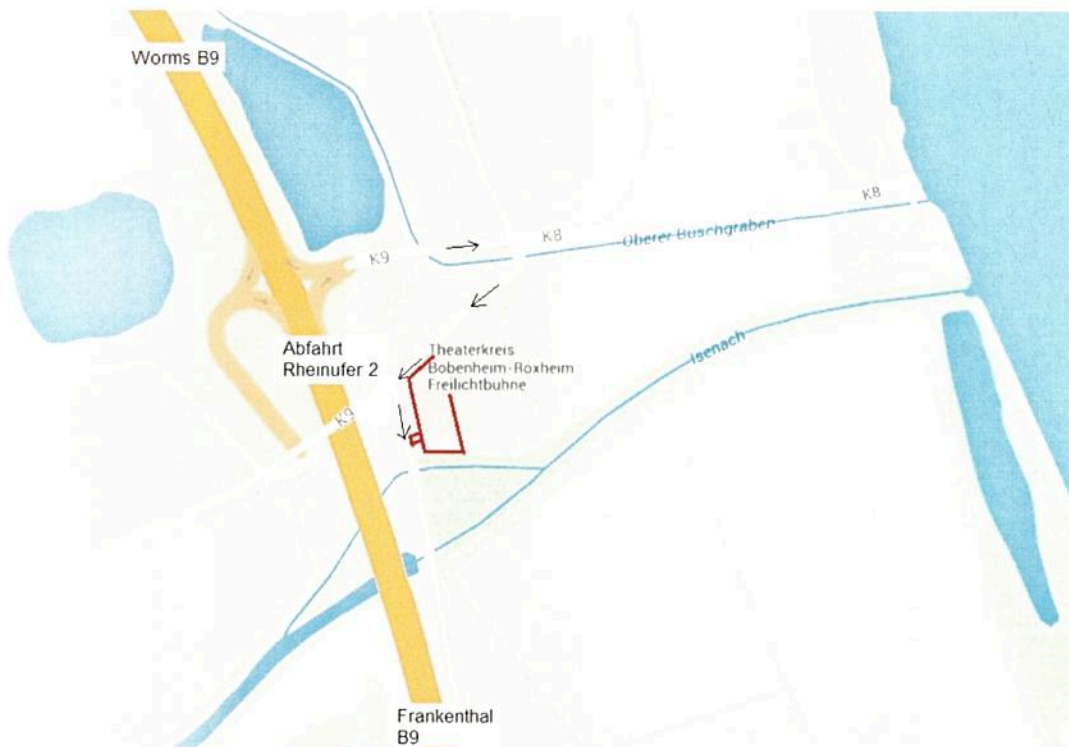 Worms B9
K8
K8
Oberer Buschgraben
K9
Abfahrt
Rheinufer 2
Theaterkreis
Bobenheim-Roxheim
Freilichtbuhne
Isenach
K9
Frankenthal
B9